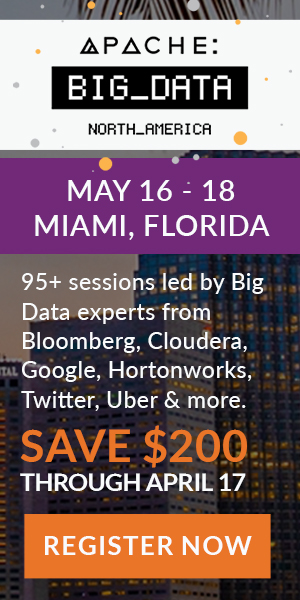 APACHE:
BIG_DATA
NORTH_AMERICA
MAY 16 - 18
MIAMI, FLORIDA
95+ sessions led by Big
Data experts from
Bloomberg, Cloudera,
Google, Hortonworks,
Twitter, Uber & more.
SAVE $200
THROUGH APRIL 17
REGISTER NOW